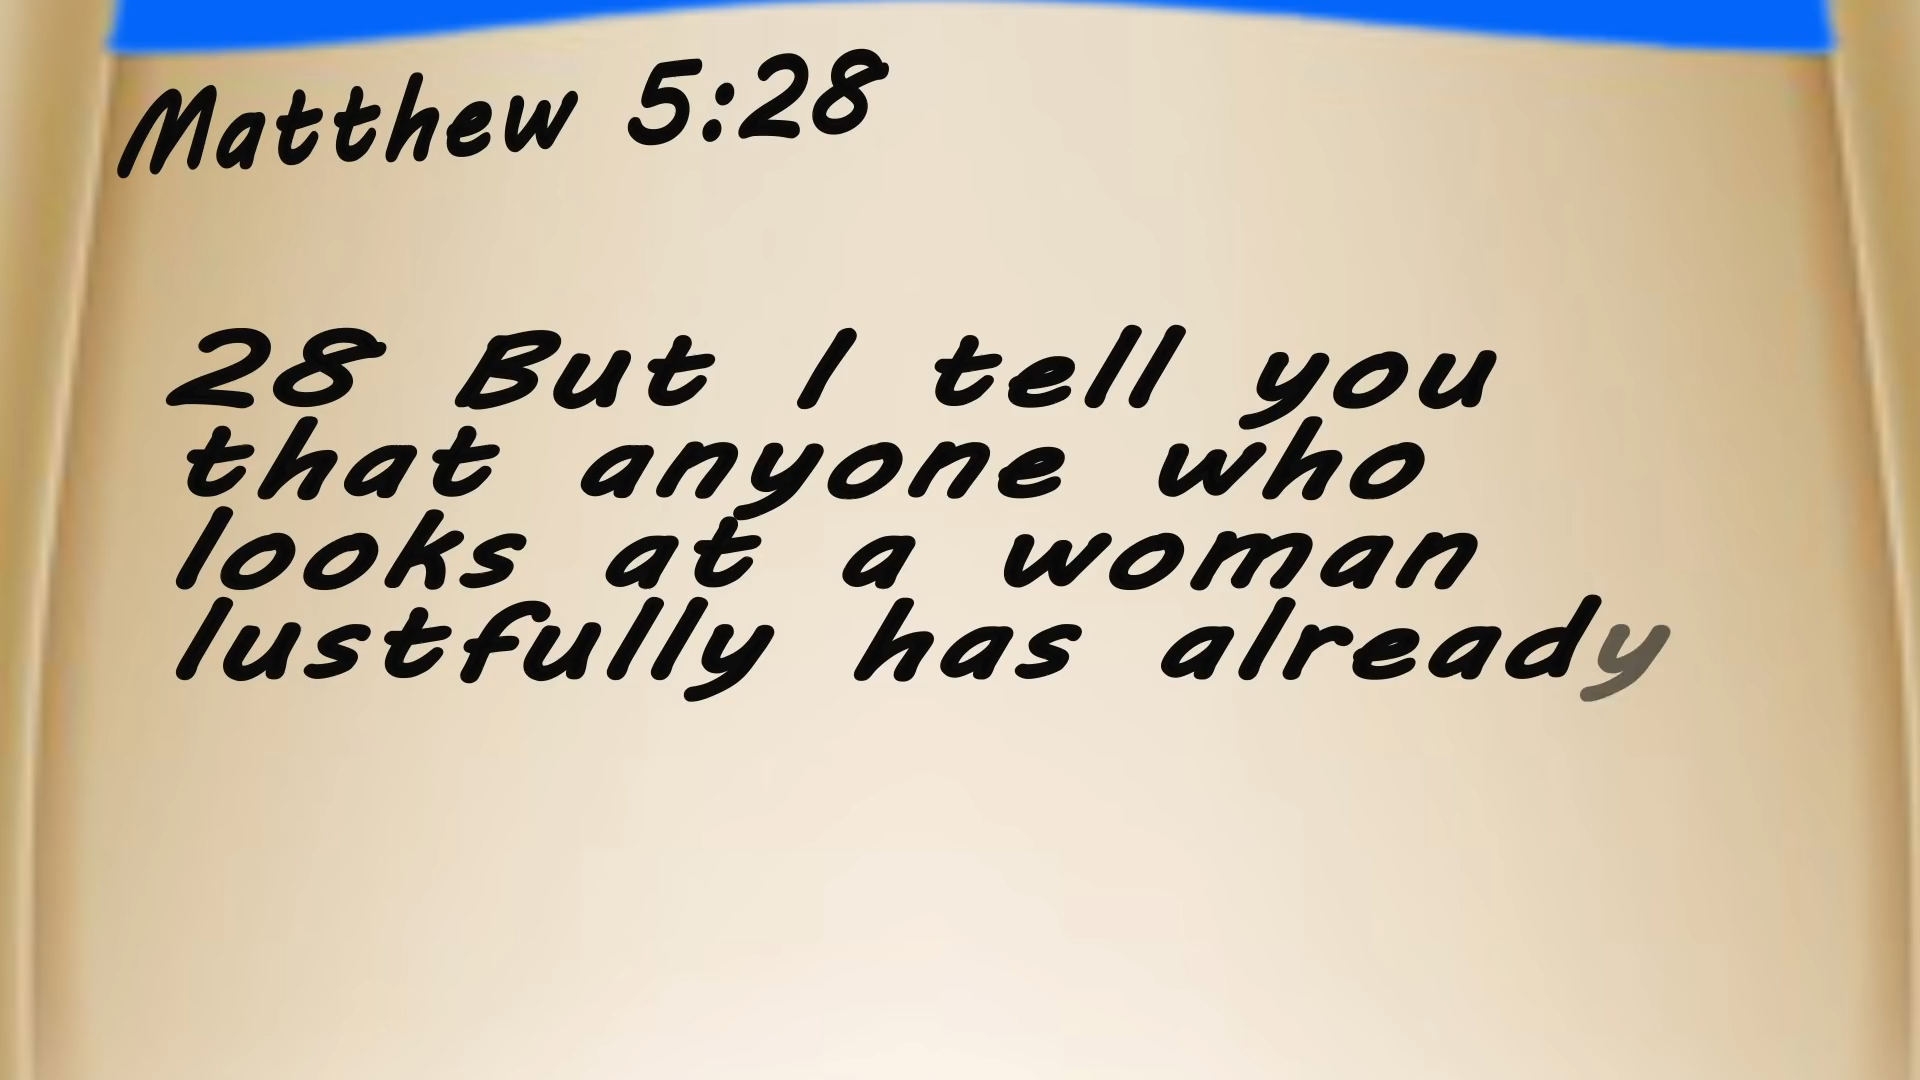 Matthew 5:28
28 But I tell you
that anyone who
looks at a woman
lustfully has already